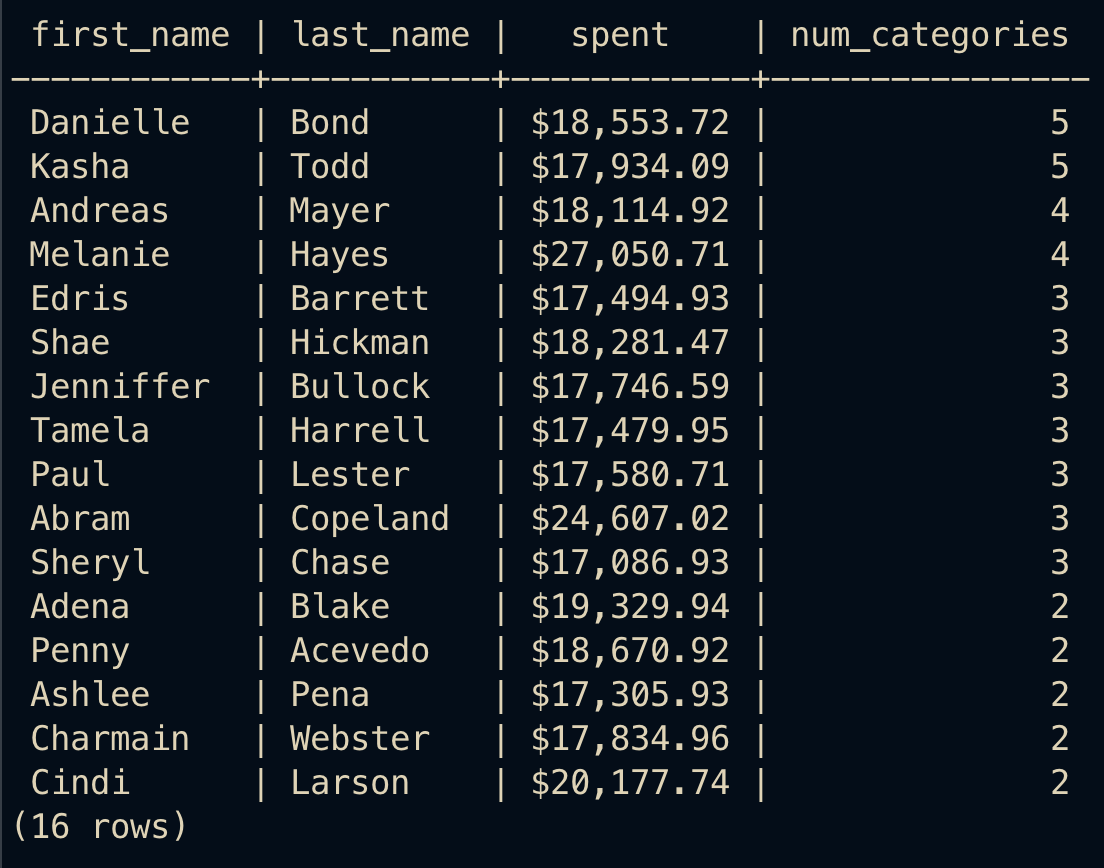 first_name | last_name | spent | num_categories
------------+-----------+------------+----------------
Danielle | Bond | $18,553.72 | 5
Kasha | Todd | $17,934.09 | 5
Andreas | Mayer | $18,114.92 | 4
Melanie | Hayes | $27,050.71 | 4
Edris | Barrett | $17,494.93 | 3
Shae | Hickman | $18,281.47 | 3
Jenniffer | Bullock | $17,746.59 | 3
Tamela | Harrell | $17,479.95 | 3
Paul | Lester | $17,580.71 | 3
Abram | Copeland | $24,607.02 | 3
Sheryl | Chase | $17,086.93 | 3
Adena | Blake | $19,329.94 | 2
Penny | Acevedo | $18,670.92 | 2
Ashlee | Pena | $17,305.93 | 2
Charmain | Webster | $17,834.96 | 2
Cindi | Larson | $20,177.74 | 2
(16 rows)